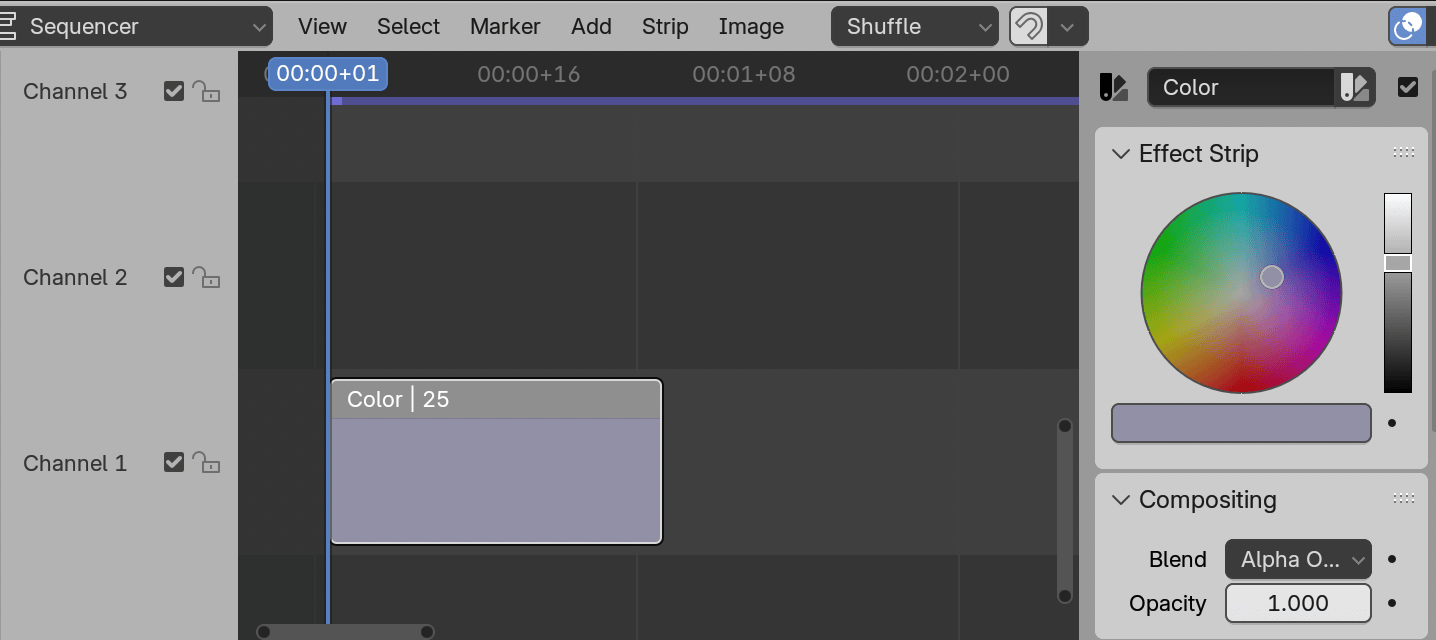 Sequencer View Select Marker Add Strip Image Shuffle
Channel 3 00:00+01 00:00+16 00:01+08 00:02+00 Color
Effect Strip
Channel 2
Color | 25
Channel 1
Compositing
Blend Alpha O...
Opacity 1.000